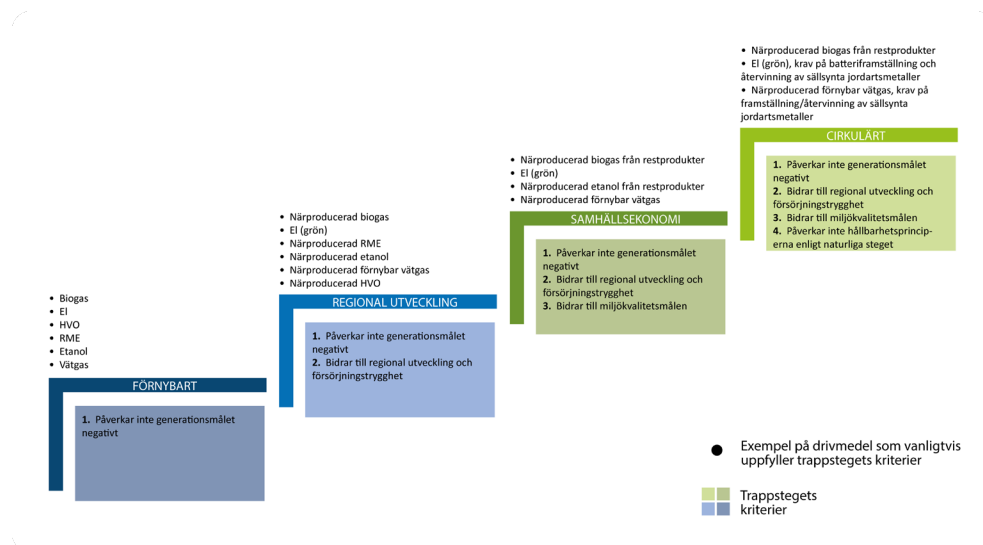 • Biogas
• El
• HVO
• RME
• Etanol
• Vätgas
FÖRNYBART
1. Påverkar inte generationsmålet
negativt
• Närproducerad biogas
• El (grön)
• Närproducerad RME
• Närproducerad etanol
• Närproducerad förnybar vätgas
• Närproducerad HVO
REGIONAL UTVECKLING
1. Påverkar inte generationsmålet
negativt
2. Bidrar till regional utveckling och
försörjningstrygghet
• Närproducerad biogas från restprodukter
• El (grön)
• Närproducerad etanol från restprodukter
• Närproducerad förnybar vätgas
SAMHÄLLSEKONOMI
1. Påverkar inte generationsmålet
negativt
2. Bidrar till regional utveckling och
försörjningstrygghet
3. Bidrar till miljökvalitetsmålen
• Närproducerad biogas från restprodukter
• El (grön), krav på batteriframställning och
återvinning av sällsynta jordartsmetaller
• Närproducerad förnybar vätgas, krav på
framställning/återvinning av sällsynta
jordartsmetaller
CIRKULÄRT
1. Påverkar inte generationsmålet
negativt
2. Bidrar till regional utveckling och
försörjningstrygghet
3. Bidrar till miljökvalitetsmålen
4. Påverkar inte hållbarhetsprincip-
erna enligt naturliga steget
Exempel på drivmedel som vanligtvis
uppfyller trappstegets kriterier
Trappstegets
kriterier